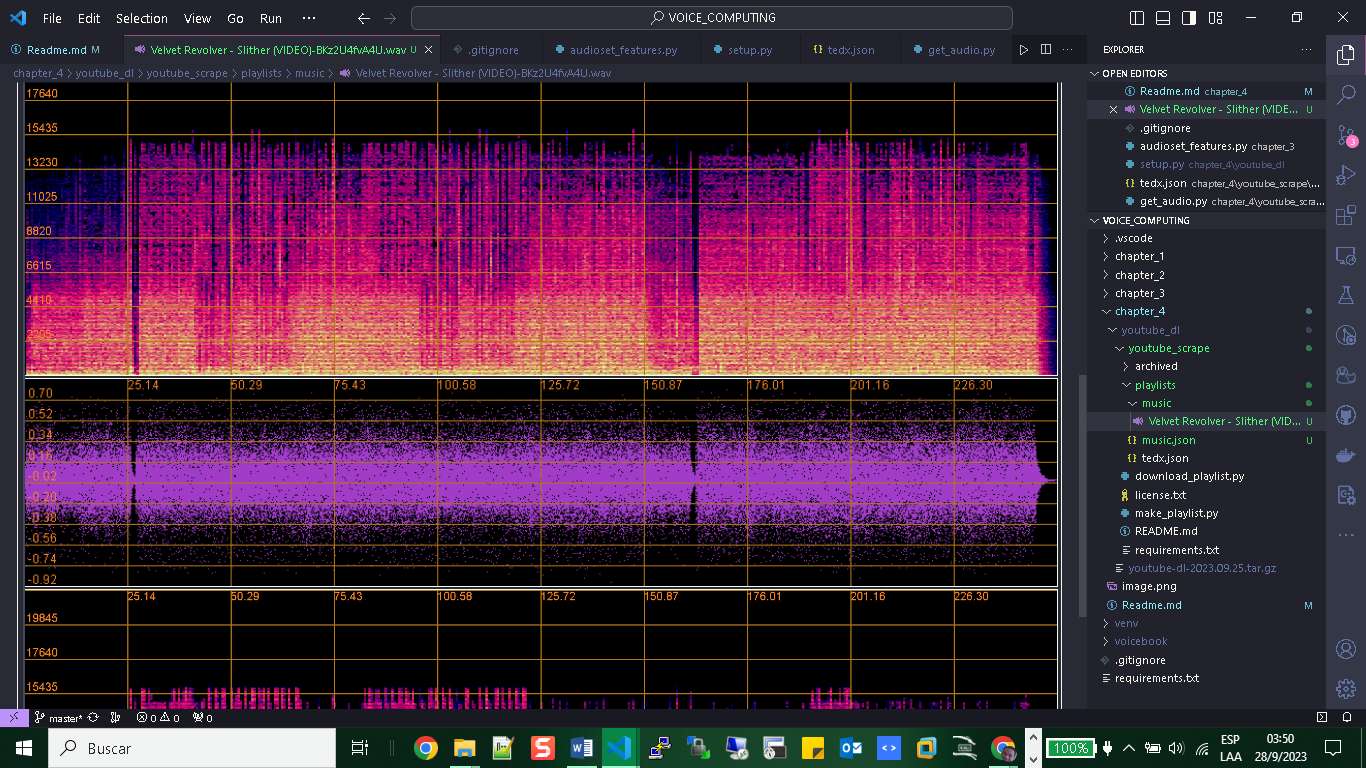 File Edit Selection View Go Run ··· VOICE_COMPUTING
Readme.md M Velvet Revolver - Slither (VIDEO)-BKz2U4fvA4U.wav U .gitignore audioset_features.py setup.py tedx.json get_audio.py
chapter_4 > youtube_dl > youtube_scrape > playlists > music > Velvet Revolver - Slither (VIDEO)-BKz2U4fvA4U.wav
17640
15435
13230
11025
8820
6615
4410
2205
25.14 50.29 75.43 100.58 125.72 150.87 176.01 201.16 226.30
0.70
0.52
0.34
0.16
-0.02
-0.20
-0.38
-0.56
-0.74
-0.92
25.14 50.29 75.43 100.58 125.72 150.87 176.01 201.16 226.30
19845
17640
15435
EXPLORER
OPEN EDITORS
Readme.md chapter_4 M
Velvet Revolver - Slither (VIDE... U
.gitignore
audioset_features.py chapter_3
setup.py chapter_4\youtube_dl
tedx.json chapter_4\youtube_scrape\...
get_audio.py chapter_4\youtube_scra...
VOICE_COMPUTING
.vscode
chapter_1
chapter_2
chapter_3
chapter_4
youtube_dl
youtube_scrape
archived
playlists
music
Velvet Revolver - Slither (VID... U
music.json U
tedx.json
download_playlist.py
license.txt
make_playlist.py
README.md
requirements.txt
youtube-dl-2023.09.25.tar.gz
image.png
Readme.md M
venv
voicebook
.gitignore
requirements.txt
3
master* 0 0 0
Buscar
100%
ESP
LAA
03:50
28/9/2023